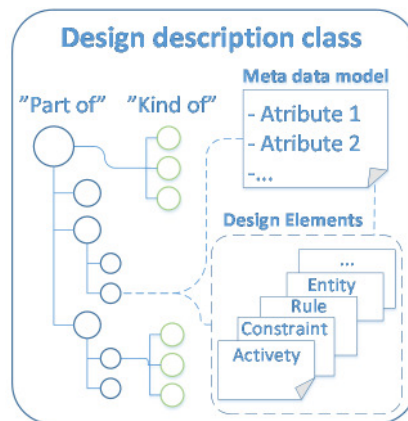 Design description class
Meta data model
”Part of” ”Kind of”
- Atribute 1
- Atribute 2
-...
Design Elements
...
Entity
Rule
Constraint
Activety